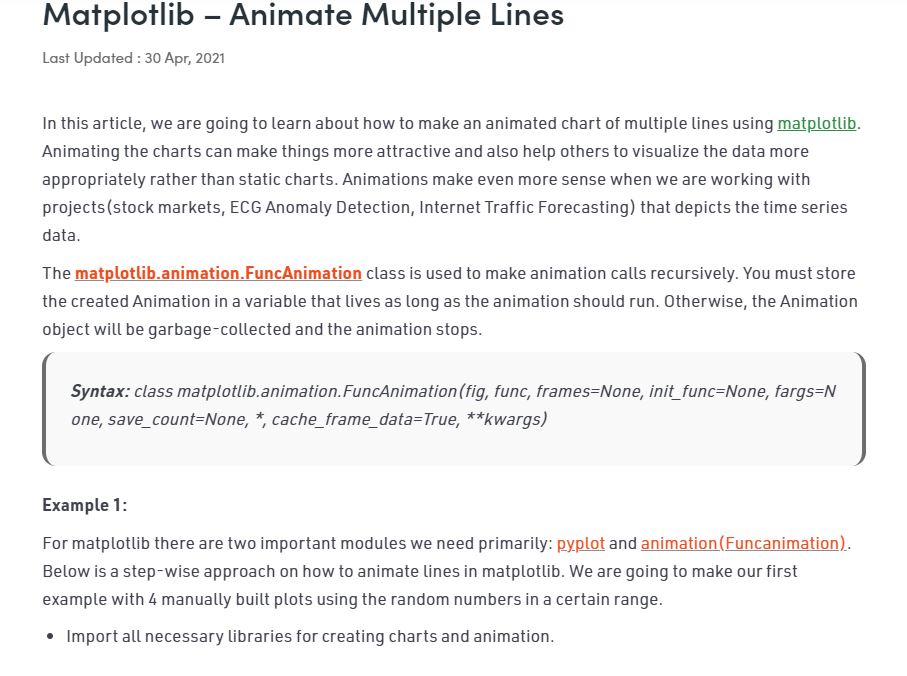 Matplotlib – Animate Multiple Lines
Last Updated : 30 Apr, 2021
In this article, we are going to learn about how to make an animated chart of multiple lines using matplotlib.
Animating the charts can make things more attractive and also help others to visualize the data more
appropriately rather than static charts. Animations make even more sense when we are working with
projects(stock markets, ECG Anomaly Detection, Internet Traffic Forecasting) that depicts the time series
data.
The matplotlib.animation.FuncAnimation class is used to make animation calls recursively. You must store
the created Animation in a variable that lives as long as the animation should run. Otherwise, the Animation
object will be garbage-collected and the animation stops.
Syntax: class matplotlib.animation.FuncAnimation(fig, func, frames=None, init_func=None, fargs=N
one, save_count=None, *, cache_frame_data=True, **kwargs)
Example 1:
For matplotlib there are two important modules we need primarily: pyplot and animation(Funcanimation).
Below is a step-wise approach on how to animate lines in matplotlib. We are going to make our first
example with 4 manually built plots using the random numbers in a certain range.
• Import all necessary libraries for creating charts and animation.